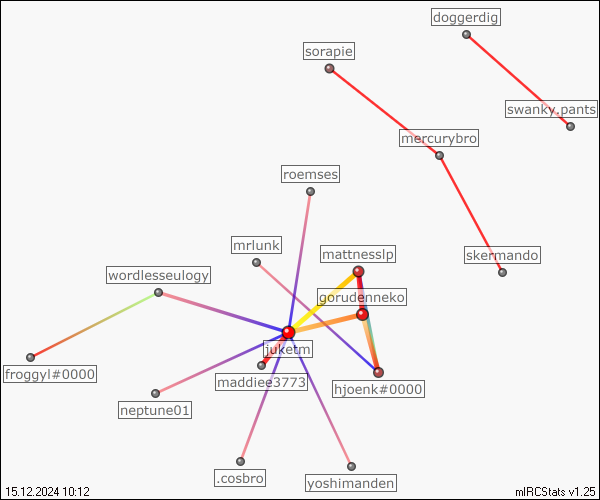 doggerdig
sorapie
swanky.pants
mercurybro
roemses
mrlunk
mattnesslp
skermando
wordlesseulogy
gorudenneko
juketm
froggyl#0000
maddiee3773
hjoenk#0000
neptune01
.cosbro
yoshimanden
15.12.2024 10:12
mIRCStats v1.25